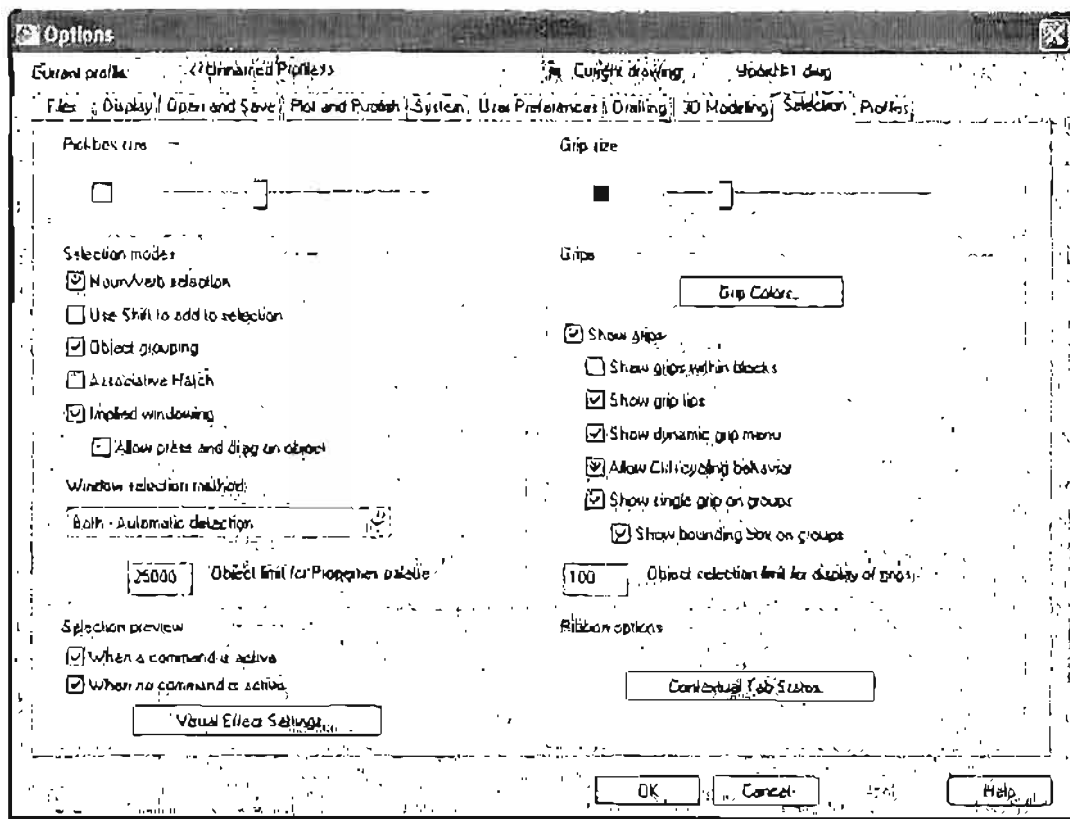 Options
Current profile: <<Unnamed Profile>> Current drawing:
Files Display Open and Save Plot and Publish System User Preferences Drafting 3D Modeling Selection Profiles
Pickbox size Grip size
Selection modes Grips
Noun/verb selection
Grip Colors...
Use Shift to add to selection
Show grips
Object grouping
Show grips within blocks
Associative Hatch
Show grip tips
Implied windowing
Show dynamic grip menu
Allow press and drag on object
Allow Ctrl+cycling behavior
Window selection method:
Show single grip on groups
Both - Automatic detection
Show bounding box on groups
25000 Object limit for Properties palette
100 Object selection limit for display of grips
Selection preview Ribbon options
When a command is active
When no command is active
Contextual Tab States...
Visual Effect Settings...
OK Cancel Help